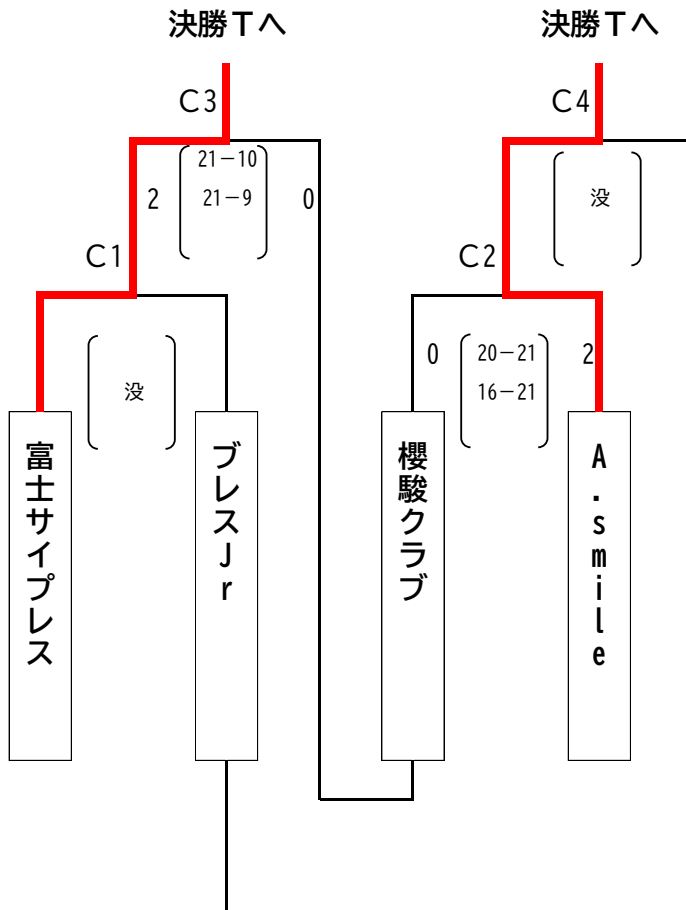 決勝Ｔへ
決勝Ｔへ
Ｃ3
Ｃ4
21－10
2
21－9
0
没
Ｃ1
Ｃ2
0
20－21
2
没
16－21
富士サイプレス
ブレスJr
櫻駿クラブ
A.smile